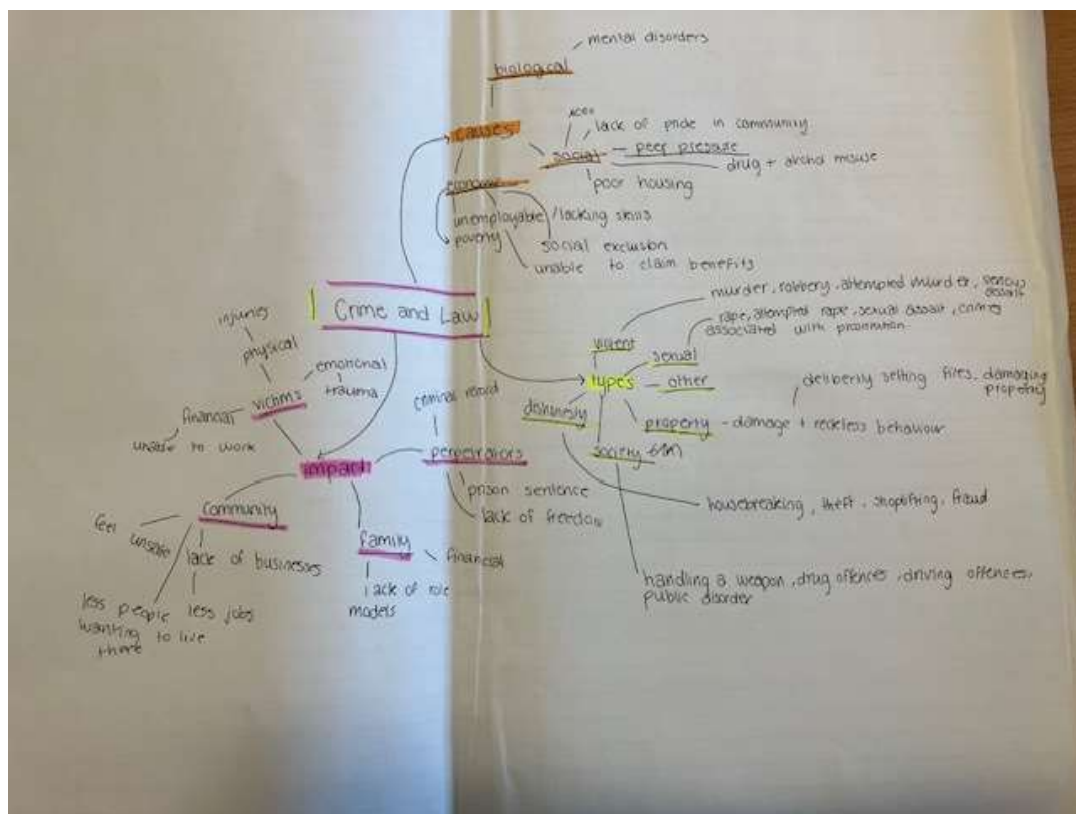 Crime and Law
causes
biological
mental disorders
social
lack of pride in community
peer pressure
drug + alchol misuse
poor housing
unemployable / lacking skills
poverty
social exclusion
unable to claim benefits
types
violent
murder, robbery, attempted murder, serious
assault
sexual
rape, attempted rape, sexual assault, crimes
associated with prostitution
other
property - damage + reckless behaviour
deliberly setting fires, damaging
property
dishonesty
housebreaking, theft, shoplifting, fraud
society
handling a weapon, drug offences, driving offences,
public disorder
impact
victims
physical
injuries
emotional
trauma
financial
unable to work
perpetrators
criminal record
prison sentence
lack of freedom
family
financial
lack of role
models
community
feel
unsafe
lack of businesses
less jobs
less people
wanting to live
there